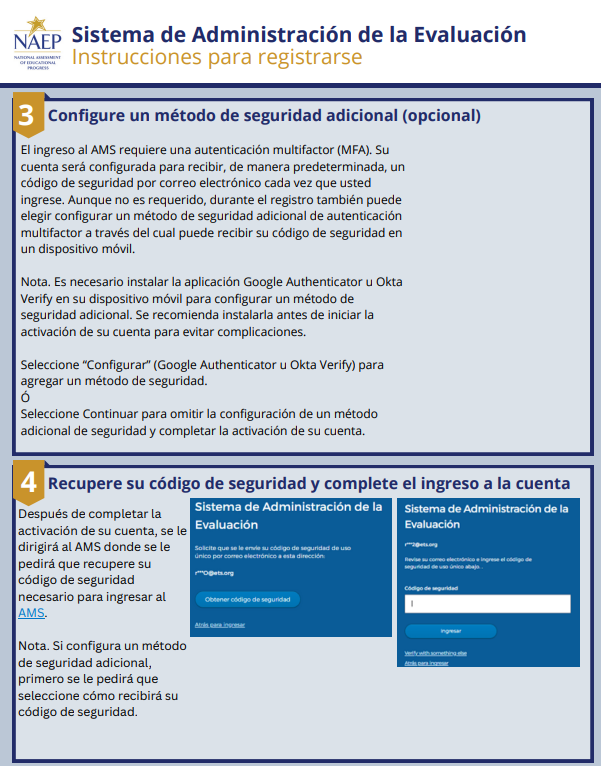 NAEP
NATIONAL ASSESSMENT
OF EDUCATIONAL
PROGRESS
Sistema de Administración de la Evaluación
Instrucciones para registrarse
3
Configure un método de seguridad adicional (opcional)
El ingreso al AMS requiere una autenticación multifactor (MFA). Su
cuenta será configurada para recibir, de manera predeterminada, un
código de seguridad por correo electrónico cada vez que usted
ingrese. Aunque no es requerido, durante el registro también puede
elegir configurar un método de seguridad adicional de autenticación
multifactor a través del cual puede recibir su código de seguridad en
un dispositivo móvil.
Nota. Es necesario instalar la aplicación Google Authenticator u Okta
Verify en su dispositivo móvil para configurar un método de
seguridad adicional. Se recomienda instalarla antes de iniciar la
activación de su cuenta para evitar complicaciones.
Seleccione “Configurar” (Google Authenticator u Okta Verify) para
agregar un método de seguridad.
Ó
Seleccione Continuar para omitir la configuración de un método
adicional de seguridad y completar la activación de su cuenta.
4
Recupere su código de seguridad y complete el ingreso a la cuenta
Después de completar la
activación de su cuenta, se le
dirigirá al AMS donde se le
pedirá que recupere su
código de seguridad
necesario para ingresar al
AMS.
Nota. Si configura un método
de seguridad adicional,
primero se le pedirá que
seleccione cómo recibirá su
código de seguridad.
Sistema de Administración de la
Evaluación
Solicite que se le envíe su código de seguridad de uso
único por correo electrónico a esta dirección:
r***O@ets.org
Obtener código de seguridad
Atrás para ingresar
Sistema de Administración de la
Evaluación
r***2@ets.org
Revise su correo electrónico e ingrese el código de
seguridad de uso único abajo.
Código de seguridad
Ingresar
Verify with something else
Atrás para ingresar